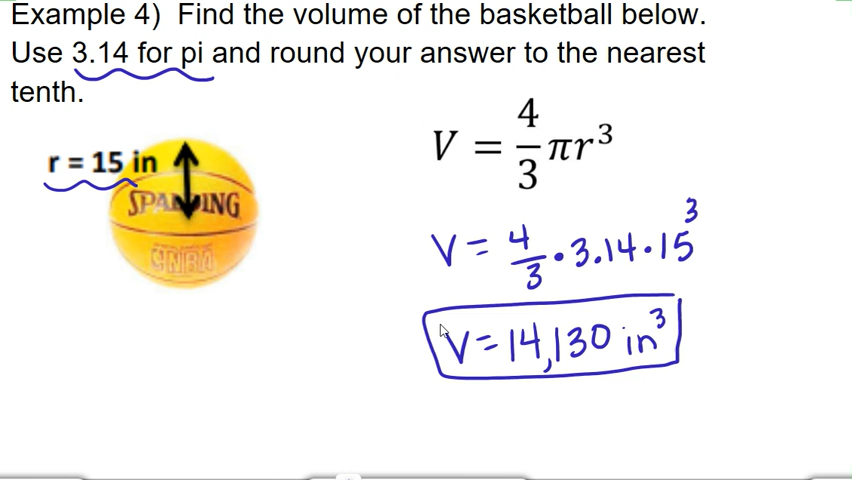 Example 4)  Find the volume of the basketball below.
Use 3.14 for pi and round your answer to the nearest
tenth.
V = 4/3 πr³
r = 15 in
SPALDING
NBA
V = 4/3 • 3.14 • 15³
V = 14,130 in³